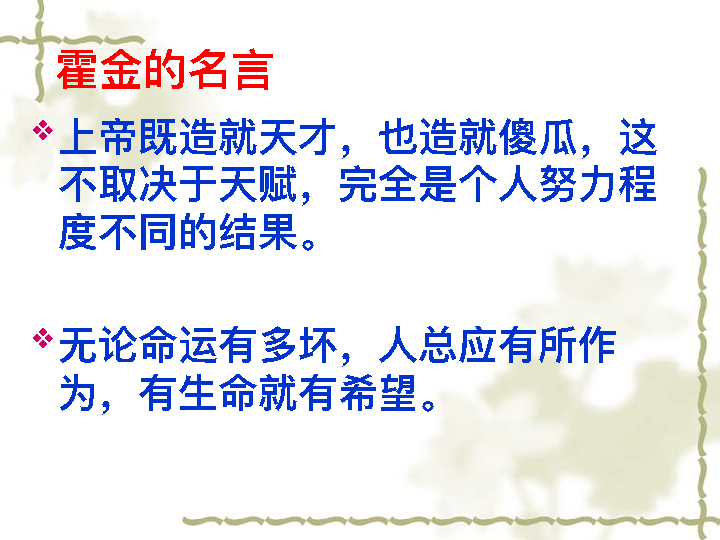 霍金的名言
上帝既造就天才，也造就傻瓜，这
不取决于天赋，完全是个人努力程
度不同的结果。
无论命运有多坏，人总应有所作
为，有生命就有希望。